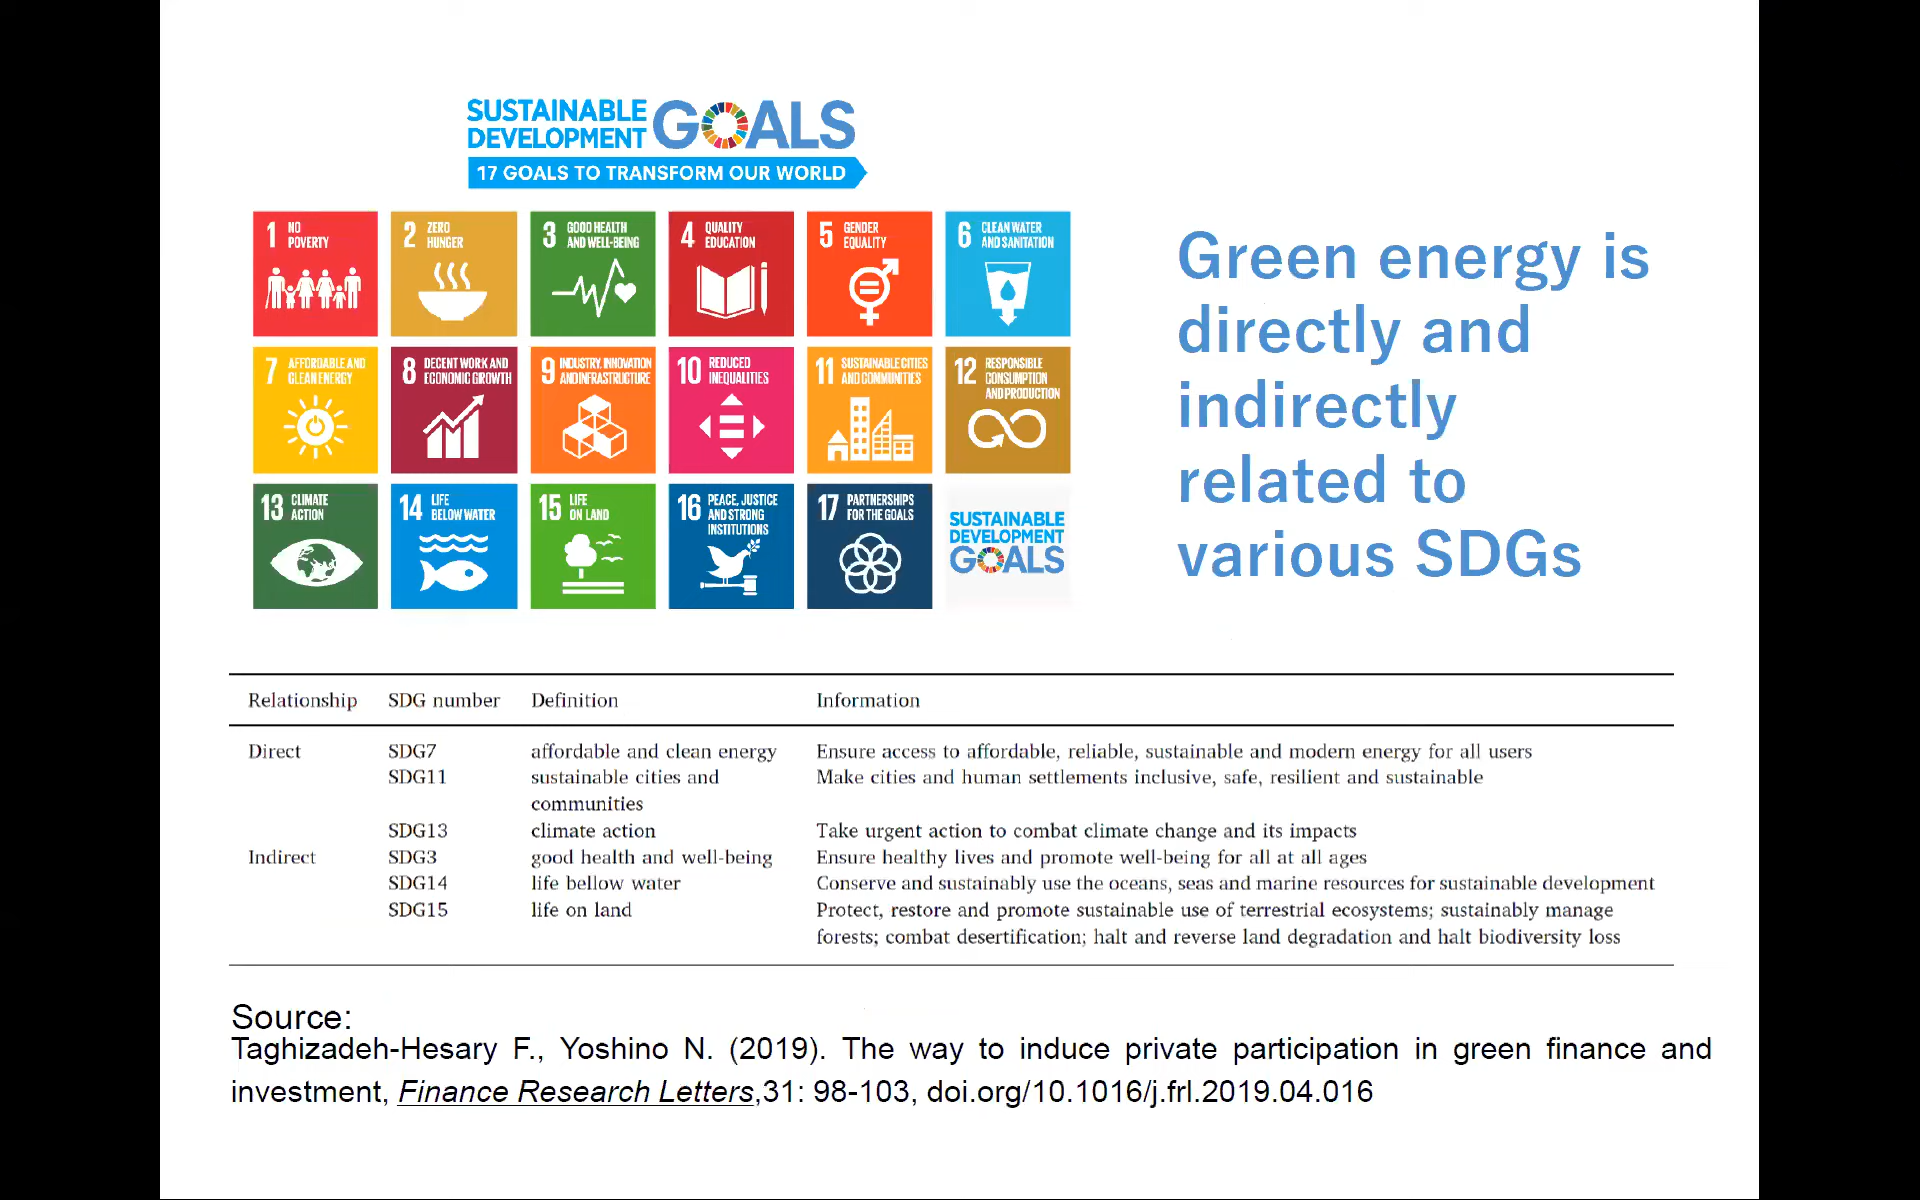 SUSTAINABLE
DEVELOPMENT GOALS
17 GOALS TO TRANSFORM OUR WORLD
1 NO
POVERTY
2 ZERO
HUNGER
3 GOOD HEALTH
AND WELL-BEING
4 QUALITY
EDUCATION
5 GENDER
EQUALITY
6 CLEAN WATER
AND SANITATION
7 AFFORDABLE AND
CLEAN ENERGY
8 DECENT WORK AND
ECONOMIC GROWTH
9 INDUSTRY, INNOVATION
AND INFRASTRUCTURE
10 REDUCED
INEQUALITIES
11 SUSTAINABLE CITIES
AND COMMUNITIES
12 RESPONSIBLE
CONSUMPTION
AND PRODUCTION
13 CLIMATE
ACTION
14 LIFE
BELOW WATER
15 LIFE
ON LAND
16 PEACE, JUSTICE
AND STRONG
INSTITUTIONS
17 PARTNERSHIPS
FOR THE GOALS
SUSTAINABLE
DEVELOPMENT
GOALS
Green energy is
directly and
indirectly
related to
various SDGs
Relationship SDG number Definition Information
Direct SDG7 affordable and clean energy Ensure access to affordable, reliable, sustainable and modern energy for all users
SDG11 sustainable cities and Make cities and human settlements inclusive, safe, resilient and sustainable
communities
SDG13 climate action Take urgent action to combat climate change and its impacts
Indirect SDG3 good health and well-being Ensure healthy lives and promote well-being for all at all ages
SDG14 life bellow water Conserve and sustainably use the oceans, seas and marine resources for sustainable development
SDG15 life on land Protect, restore and promote sustainable use of terrestrial ecosystems; sustainably manage
forests; combat desertification; halt and reverse land degradation and halt biodiversity loss
Source:
Taghizadeh-Hesary F., Yoshino N. (2019). The way to induce private participation in green finance and
investment, Finance Research Letters,31: 98-103, doi.org/10.1016/j.frl.2019.04.016